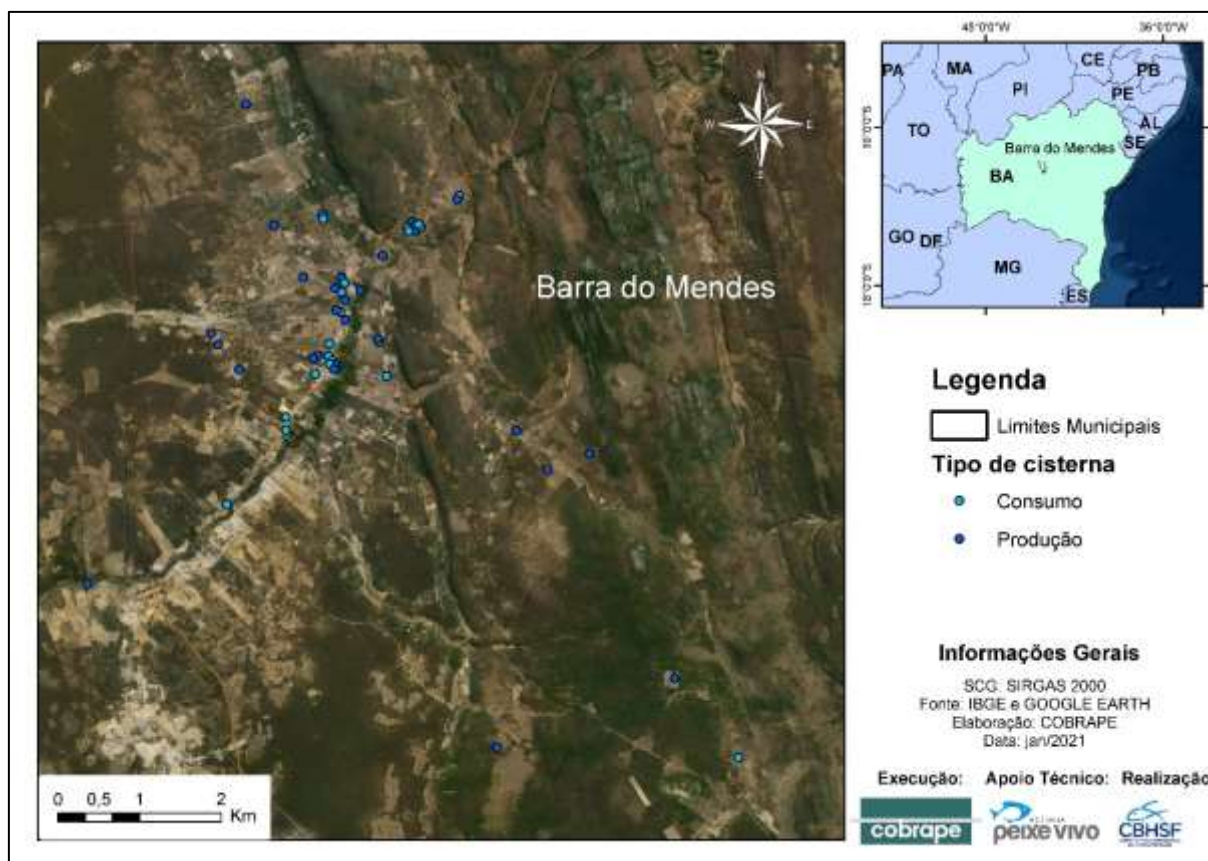 Barra do Mendes
N
W
E
S
0 0,5 1 2
Km
45°0'0"W 36°0'0"W
PA
MA
CE
PB
PI
PE
TO
AL
SE
Barra do Mendes
BA
GO
DF
MG
ES
Legenda
Limites Municipais
Tipo de cisterna
Consumo
Produção
Informações Gerais
SCG: SIRGAS 2000
Fonte: IBGE e GOOGLE EARTH
Elaboração: COBRAPE
Data: jan/2021
Execução: Apoio Técnico: Realização
cobrape
peixe vivo
CBHSF